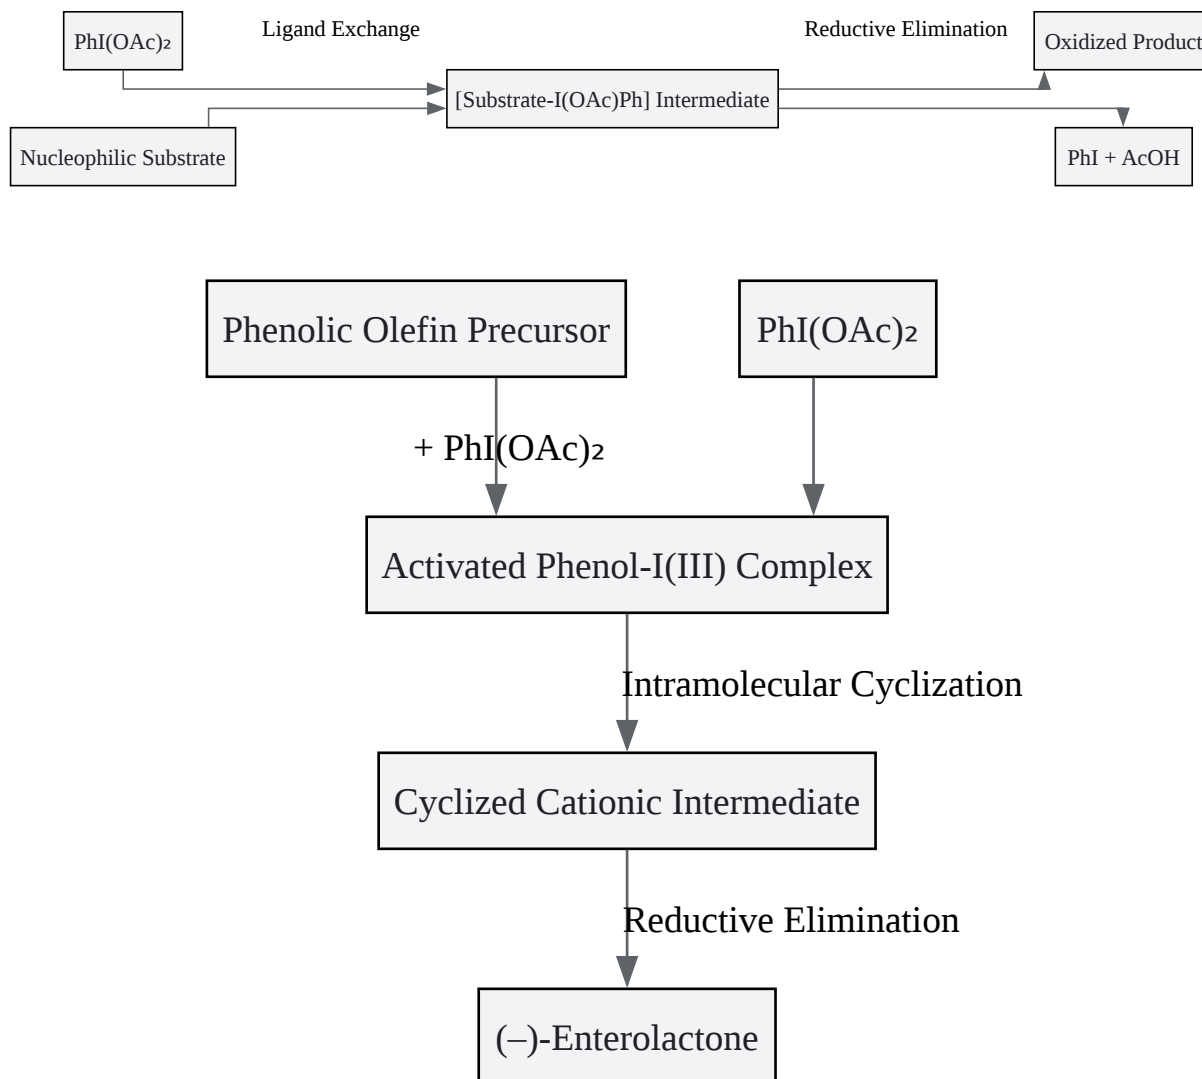 PhI(OAc)₂
Ligand Exchange
Reductive Elimination
Oxidized Product
[Substrate-I(OAc)Ph] Intermediate
Nucleophilic Substrate
PhI + AcOH
Phenolic Olefin Precursor
PhI(OAc)₂
+ PhI(OAc)₂
Activated Phenol-I(III) Complex
Intramolecular Cyclization
Cyclized Cationic Intermediate
Reductive Elimination
(–)-Enterolactone